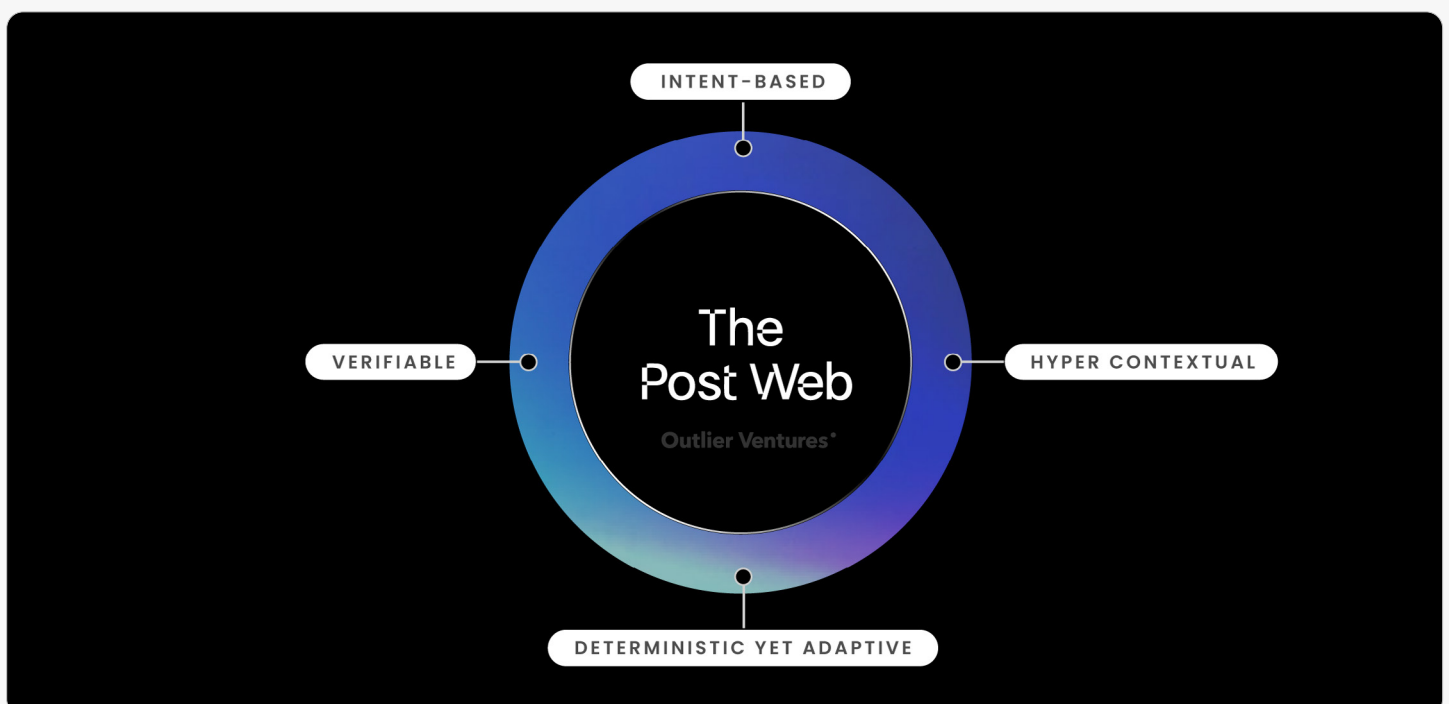 INTENT-BASED
VERIFIABLE
The
Post Web
Outlier Ventures
HYPER CONTEXTUAL
DETERMINISTIC YET ADAPTIVE